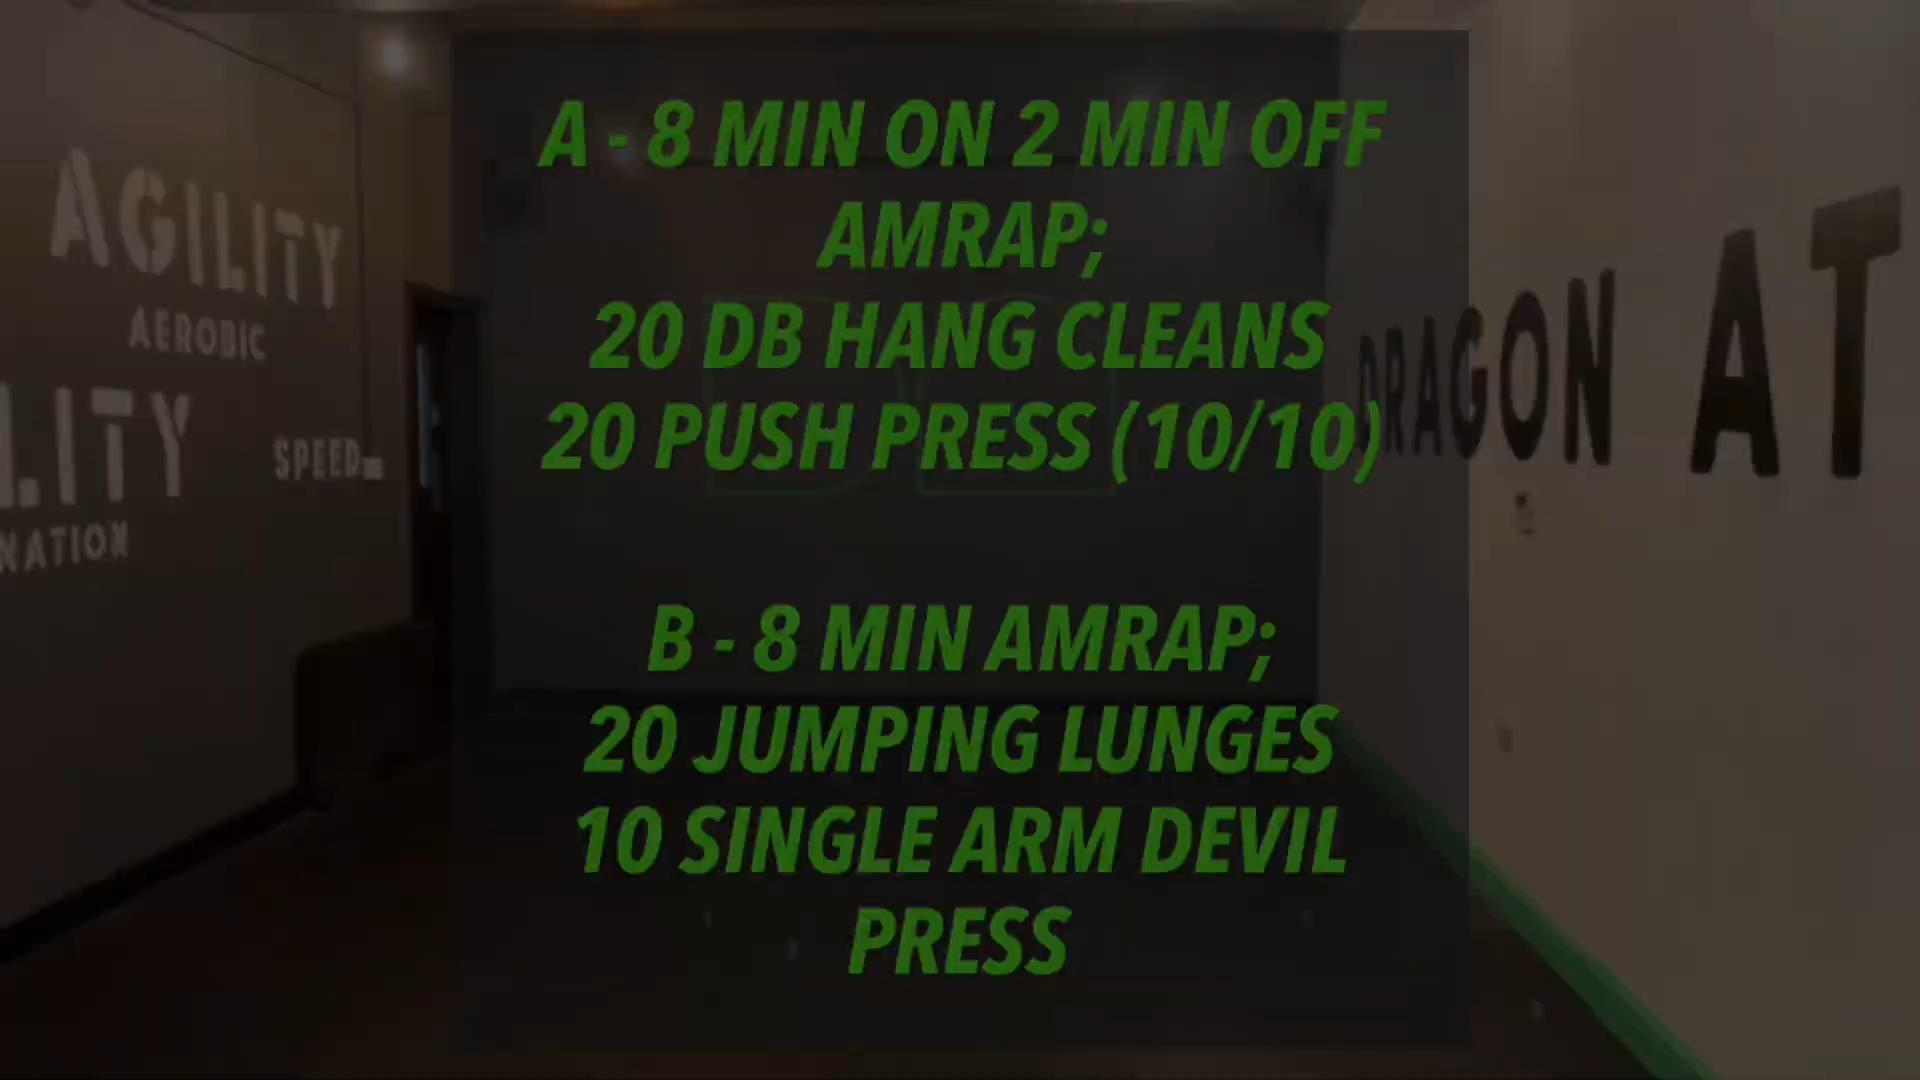 A - 8 MIN ON 2 MIN OFF
AMRAP;
20 DB HANG CLEANS
20 PUSH PRESS (10/10)
B - 8 MIN AMRAP;
20 JUMPING LUNGES
10 SINGLE ARM DEVIL
PRESS
AGILITY
AEROBIC
LITY
SPEED
NATION
DRAGON AT